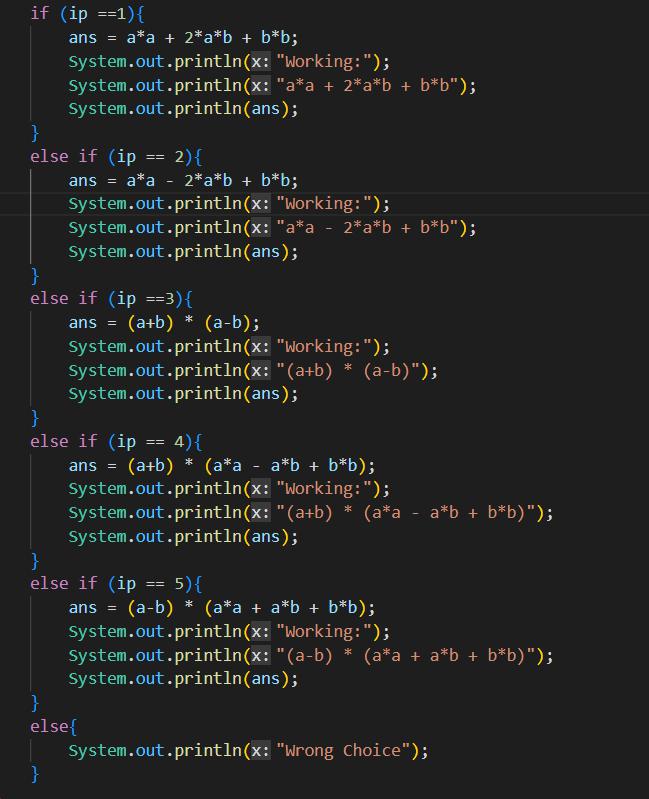 if (ip ==1){
ans = a*a + 2*a*b + b*b;
System.out.println(x: "Working:");
System.out.println(x: "a*a + 2*a*b + b*b");
System.out.println(ans);
}
else if (ip == 2){
ans = a*a - 2*a*b + b*b;
System.out.println(x: "Working:");
System.out.println(x: "a*a - 2*a*b + b*b");
System.out.println(ans);
}
else if (ip ==3){
ans = (a+b) * (a-b);
System.out.println(x: "Working:");
System.out.println(x: "(a+b) * (a-b)");
System.out.println(ans);
}
else if (ip == 4){
ans = (a+b) * (a*a - a*b + b*b);
System.out.println(x: "Working:");
System.out.println(x: "(a+b) * (a*a - a*b + b*b)");
System.out.println(ans);
}
else if (ip == 5){
ans = (a-b) * (a*a + a*b + b*b);
System.out.println(x: "Working:");
System.out.println(x: "(a-b) * (a*a + a*b + b*b)");
System.out.println(ans);
}
else{
System.out.println(x: "Wrong Choice");
}